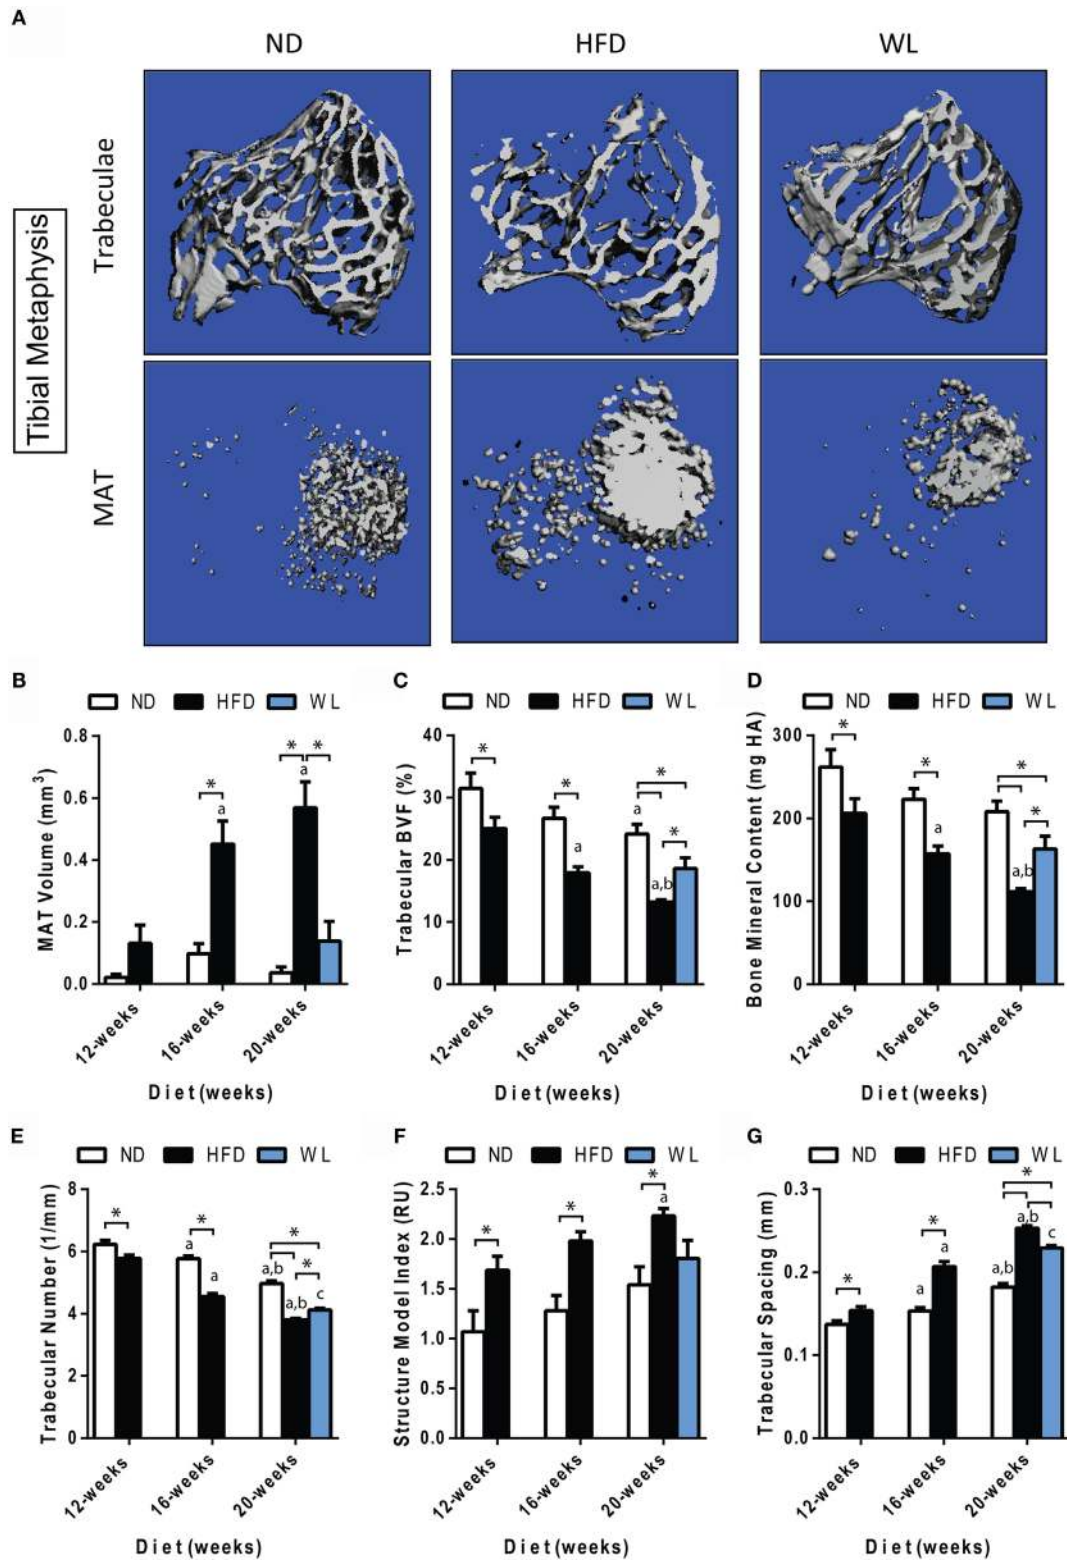 A
ND HFD WL
Tibial Metaphysis
Trabeculae
MAT
B
ND HFD WL
MAT Volume (mm³)
0.8
0.6
0.4
0.2
0.0
* * *
a a
12-weeks 16-weeks 20-weeks
Diet (weeks)
C
ND HFD WL
Trabecular BVF (%)
40
30
20
10
0
* * * *
a a a,b
12-weeks 16-weeks 20-weeks
Diet (weeks)
D
ND HFD WL
Bone Mineral Content (mg HA)
300
200
100
0
* * * *
a a,b
12-weeks 16-weeks 20-weeks
Diet (weeks)
E
ND HFD WL
Trabecular Number (1/mm)
8
6
4
2
0
* * * *
a a a,b a,b c
12-weeks 16-weeks 20-weeks
Diet (weeks)
F
ND HFD WL
Structure Model Index (RU)
2.5
2.0
1.5
1.0
0.5
0.0
* * *
a
12-weeks 16-weeks 20-weeks
Diet (weeks)
G
ND HFD WL
Trabecular Spacing (mm)
0.3
0.2
0.1
0.0
* * *
a a a,b a,b c
12-weeks 16-weeks 20-weeks
Diet (weeks)